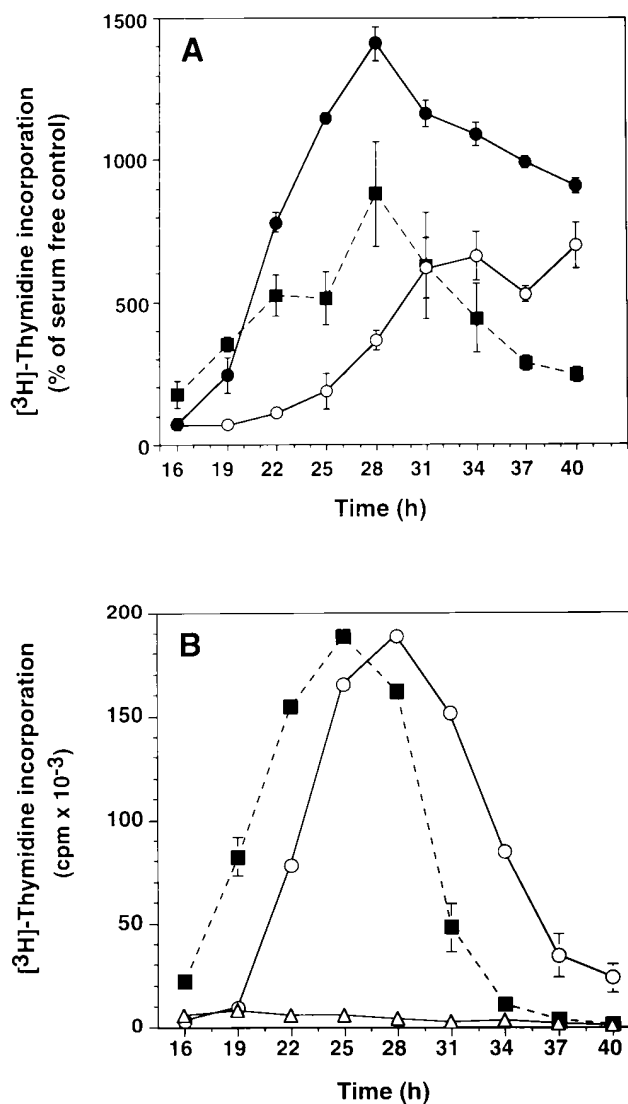 A
[³H]-Thymidine incorporation
(% of serum free control)
1500
1000
500
0
16 19 22 25 28 31 34 37 40
Time (h)
B
[³H]-Thymidine incorporation
(cpm x 10⁻³)
200
150
100
50
0
16 19 22 25 28 31 34 37 40
Time (h)